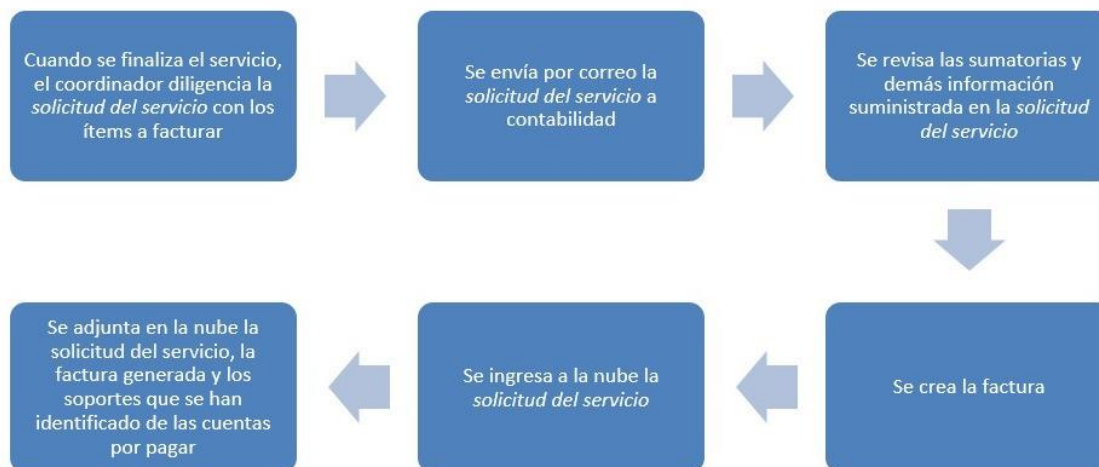 Cuando se finaliza el servicio,
el coordinador diligencia la
solicitud del servicio con los
ítems a facturar
Se envía por correo la
solicitud del servicio a
contabilidad
Se revisa las sumatorias y
demás información
suministrada en la solicitud
del servicio
Se crea la factura
Se ingresa a la nube la
solicitud del servicio
Se adjunta en la nube la
solicitud del servicio, la
factura generada y los
soportes que se han
identificado de las cuentas
por pagar